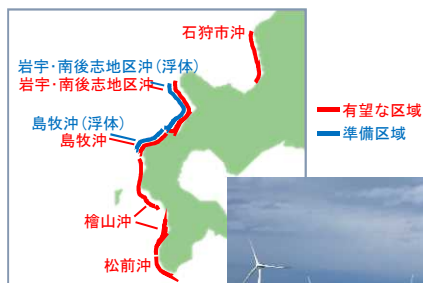 石狩市沖
岩宇・南後志地区沖(浮体)
岩宇・南後志地区沖
島牧沖(浮体)
島牧沖
檜山沖
松前沖
有望な区域
準備区域